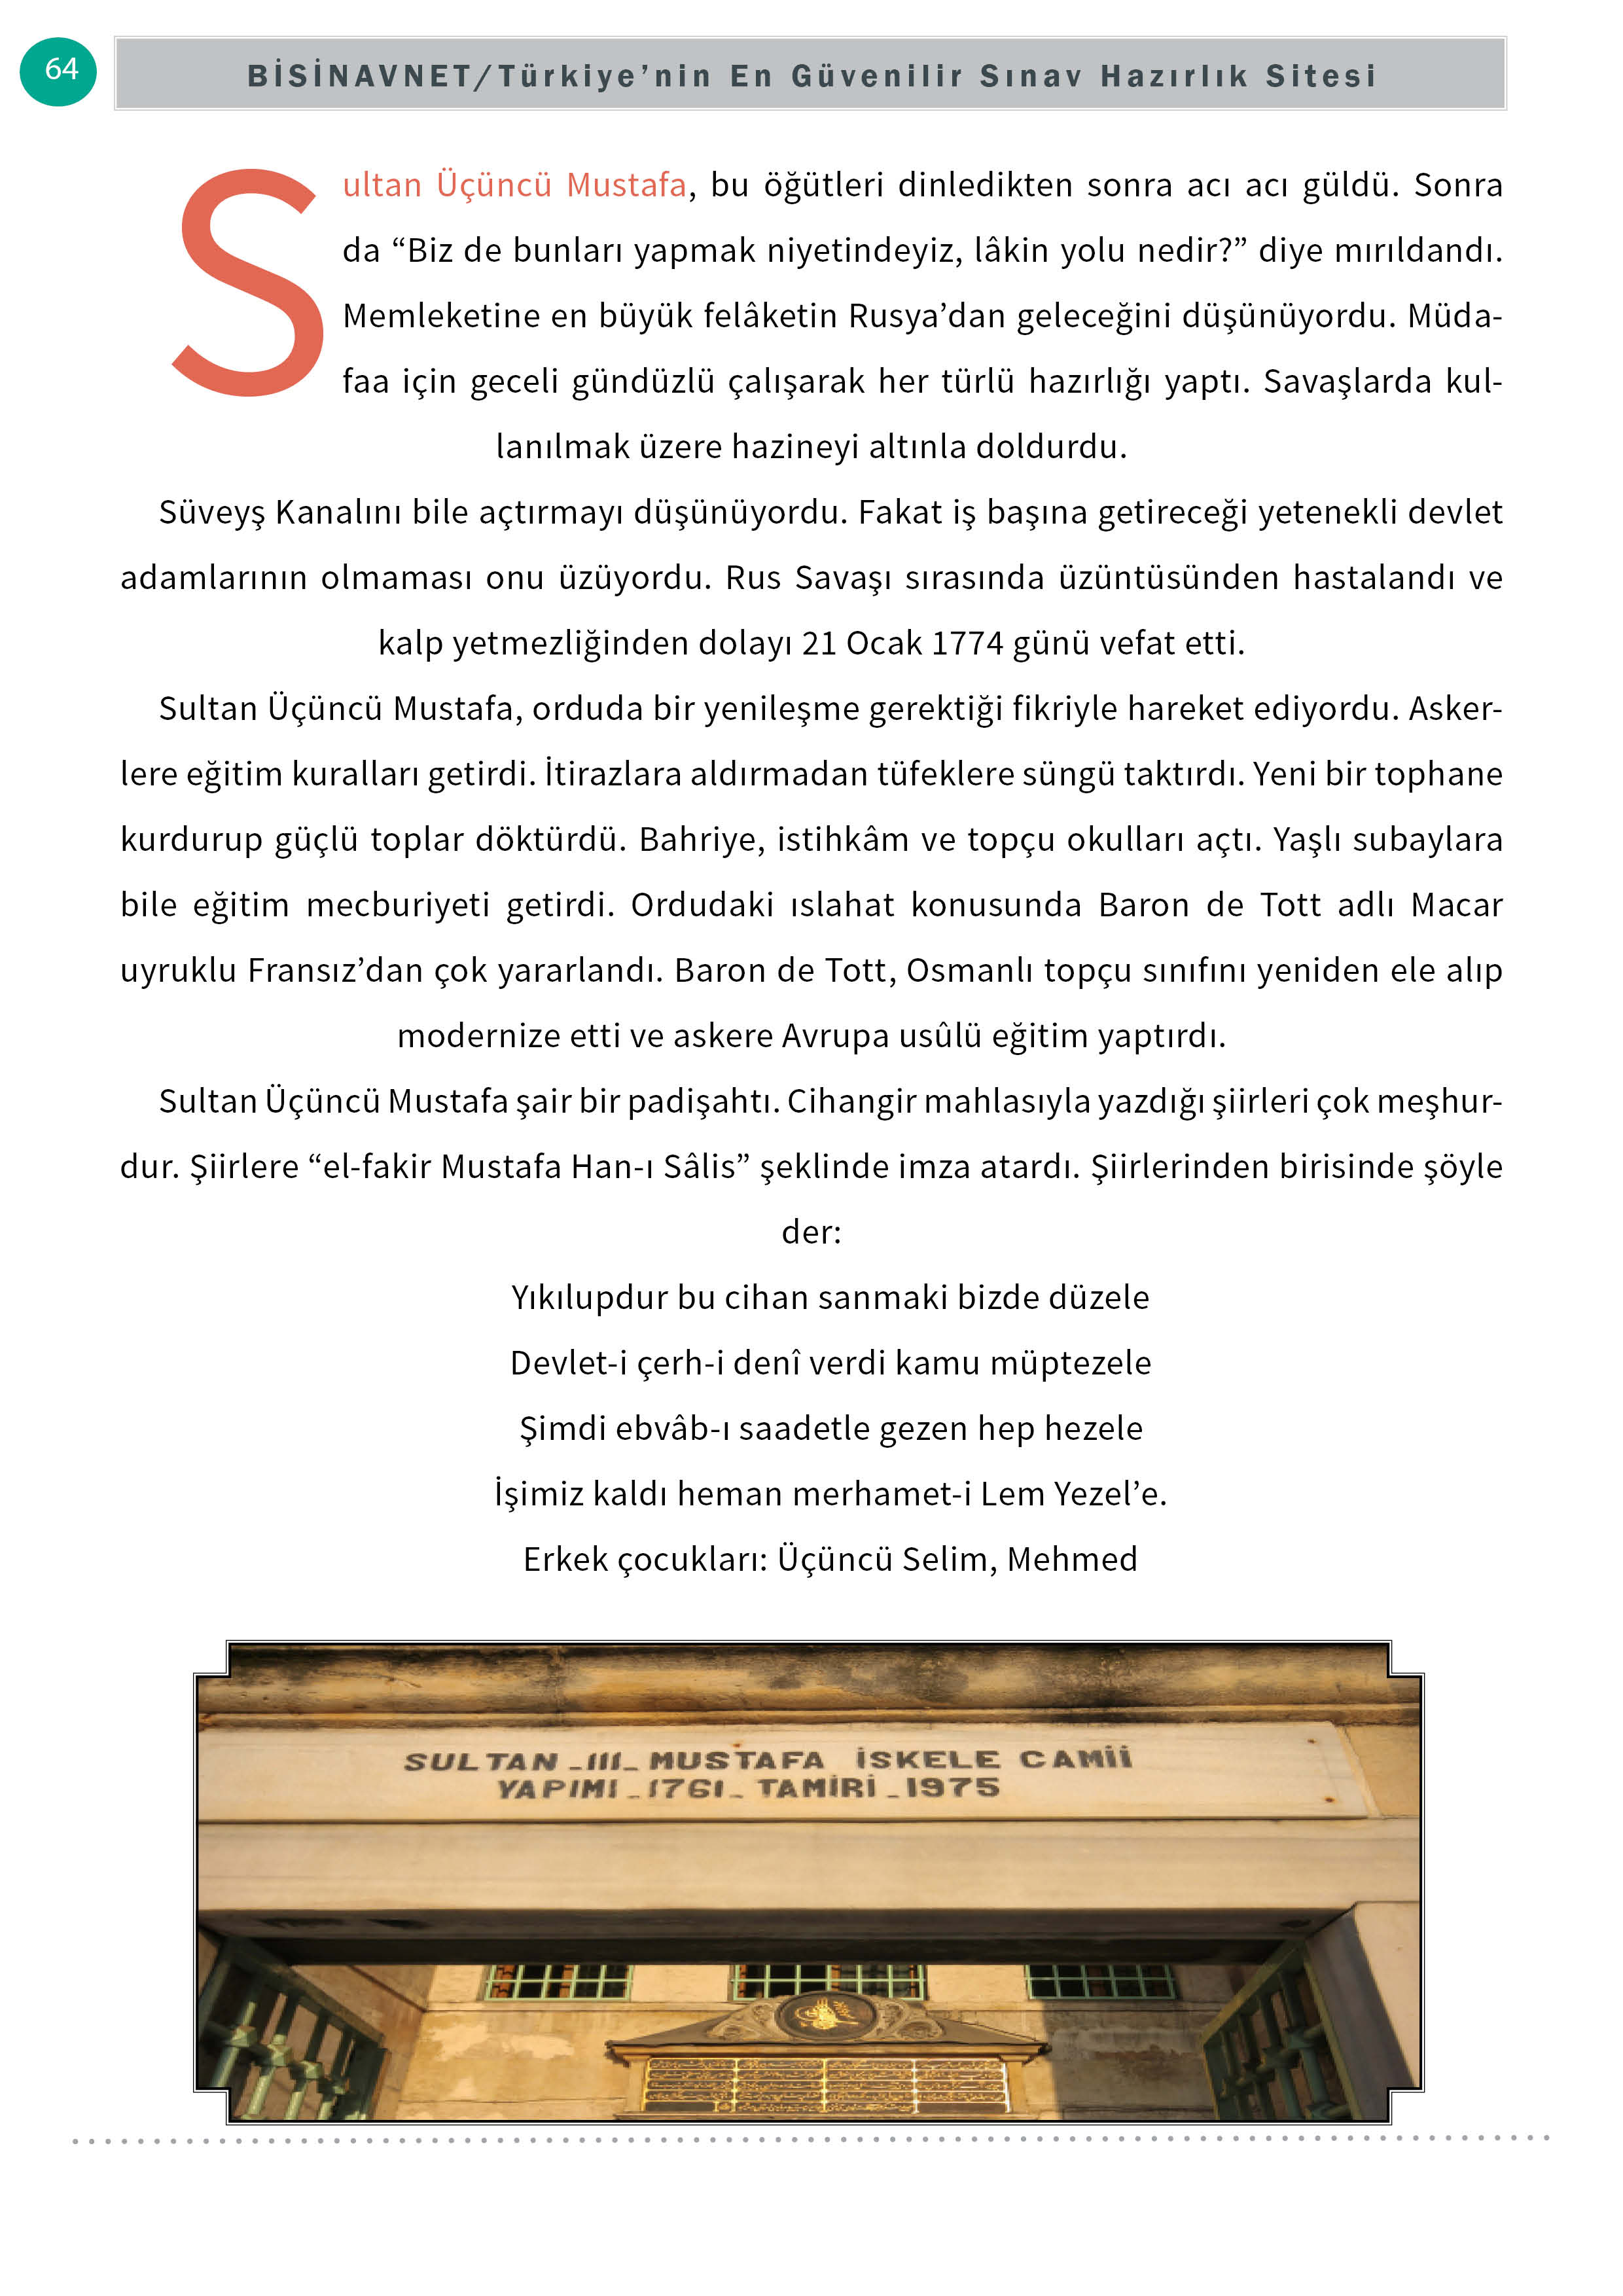 64
BİSİNAVNET/Türkiye’nin En Güvenilir Sınav Hazırlık Sitesi
Sultan Üçüncü Mustafa, bu öğütleri dinledikten sonra acı acı güldü. Sonra
da “Biz de bunları yapmak niyetindeyiz, lâkin yolu nedir?” diye mırıldandı.
Memleketine en büyük felâketin Rusya’dan geleceğini düşünüyordu. Müda-
faa için geceli gündüzlü çalışarak her türlü hazırlığı yaptı. Savaşlarda kul-
lanılmak üzere hazineyi altınla doldurdu.
Süveyş Kanalını bile açtırmayı düşünüyordu. Fakat iş başına getireceği yetenekli devlet
adamlarının olmaması onu üzüyordu. Rus Savaşı sırasında üzüntüsünden hastalandı ve
kalp yetmezliğinden dolayı 21 Ocak 1774 günü vefat etti.
Sultan Üçüncü Mustafa, orduda bir yenileşme gerektiği fikriyle hareket ediyordu. Asker-
lere eğitim kuralları getirdi. İtirazlara aldırmadan tüfeklere süngü taktırdı. Yeni bir tophane
kurdurup güçlü toplar döktürdü. Bahriye, istihkâm ve topçu okulları açtı. Yaşlı subaylara
bile eğitim mecburiyeti getirdi. Ordudaki ıslahat konusunda Baron de Tott adlı Macar
uyruklu Fransız’dan çok yararlandı. Baron de Tott, Osmanlı topçu sınıfını yeniden ele alıp
modernize etti ve askere Avrupa usûlü eğitim yaptırdı.
Sultan Üçüncü Mustafa şair bir padişahtı. Cihangir mahlasıyla yazdığı şiirleri çok meşhur-
dur. Şiirlere “el-fakir Mustafa Han-ı Sâlis” şeklinde imza atardı. Şiirlerinden birisinde şöyle
der:
Yıkılupdur bu cihan sanmaki bizde düzele
Devlet-i çerh-i denî verdi kamu müptezele
Şimdi ebvâb-ı saadetle gezen hep hezele
İşimiz kaldı heman merhamet-i Lem Yezel’e.
Erkek çocukları: Üçüncü Selim, Mehmed
SULTAN_III_MUSTAFA İSKELE CAMİİ
YAPIMI_1761_TAMİRİ_1975